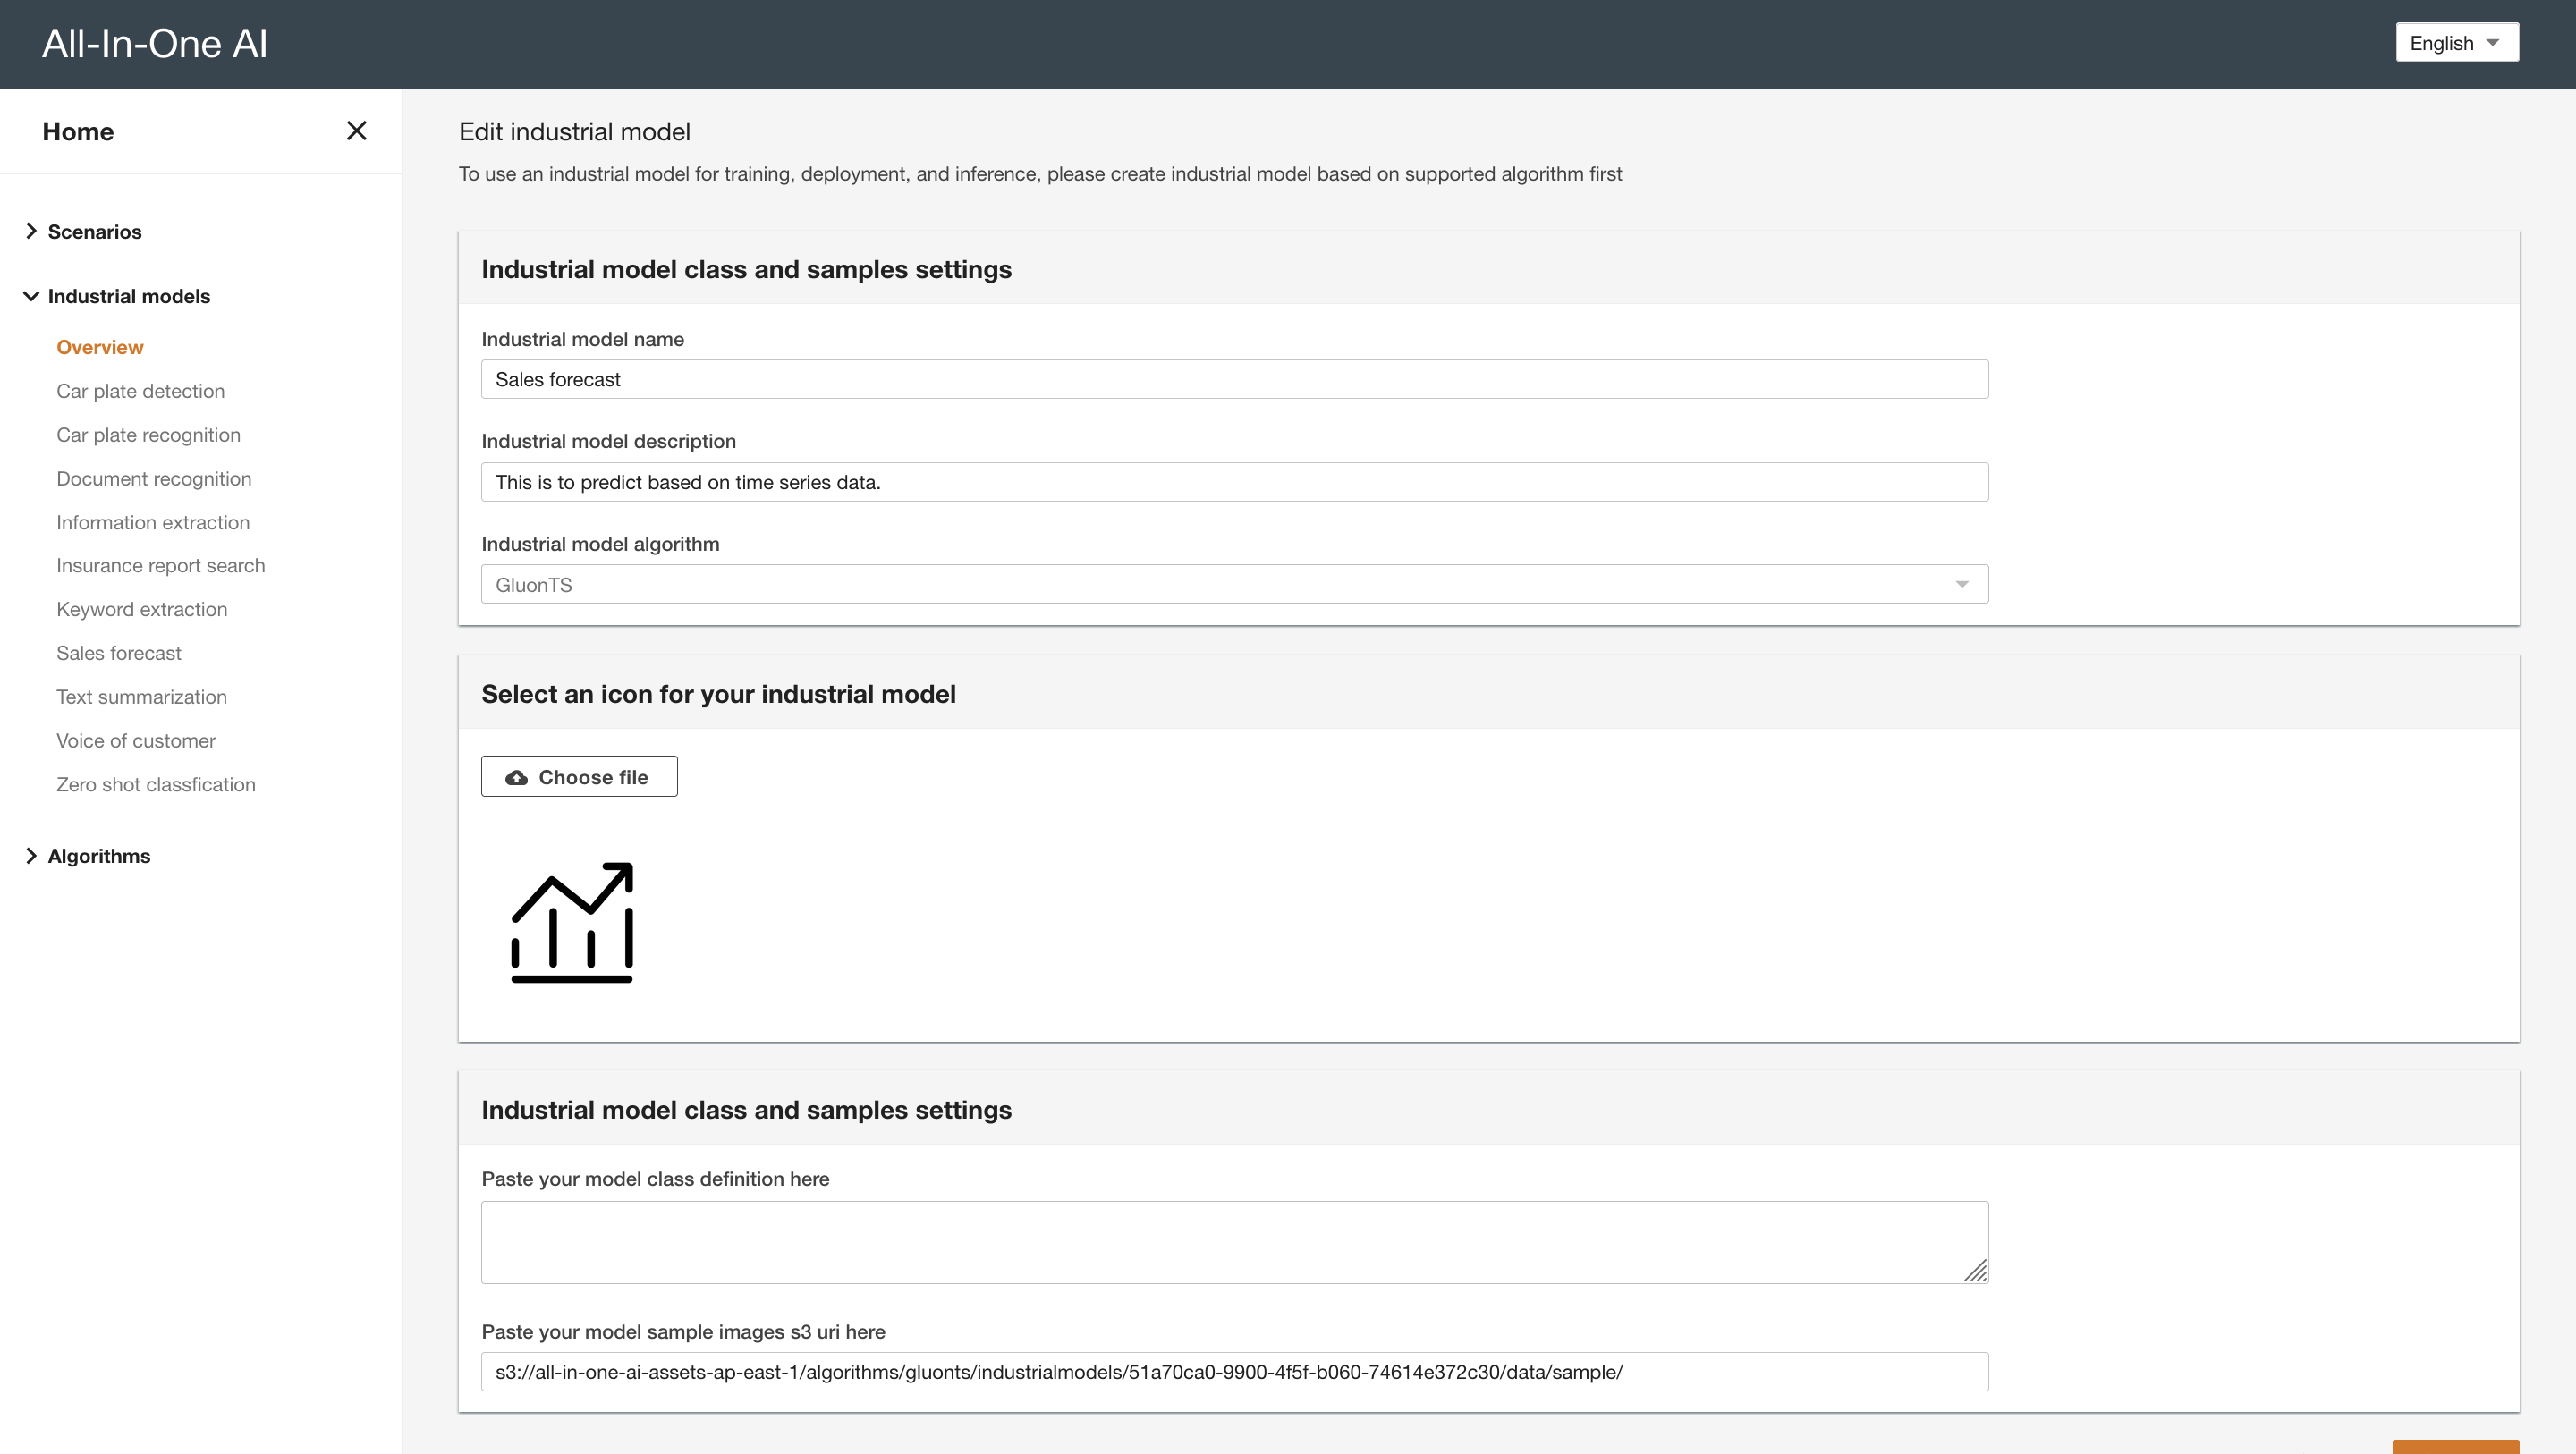 All-In-One AI
English
Home
Scenarios
Industrial models
Overview
Car plate detection
Car plate recognition
Document recognition
Information extraction
Insurance report search
Keyword extraction
Sales forecast
Text summarization
Voice of customer
Zero shot classfication
Algorithms
Edit industrial model
To use an industrial model for training, deployment, and inference, please create industrial model based on supported algorithm first
Industrial model class and samples settings
Industrial model name
Sales forecast
Industrial model description
This is to predict based on time series data.
Industrial model algorithm
GluonTS
Select an icon for your industrial model
Choose file
Industrial model class and samples settings
Paste your model class definition here
Paste your model sample images s3 uri here
s3://all-in-one-ai-assets-ap-east-1/algorithms/gluonts/industrialmodels/51a70ca0-9900-4f5f-b060-74614e372c30/data/sample/